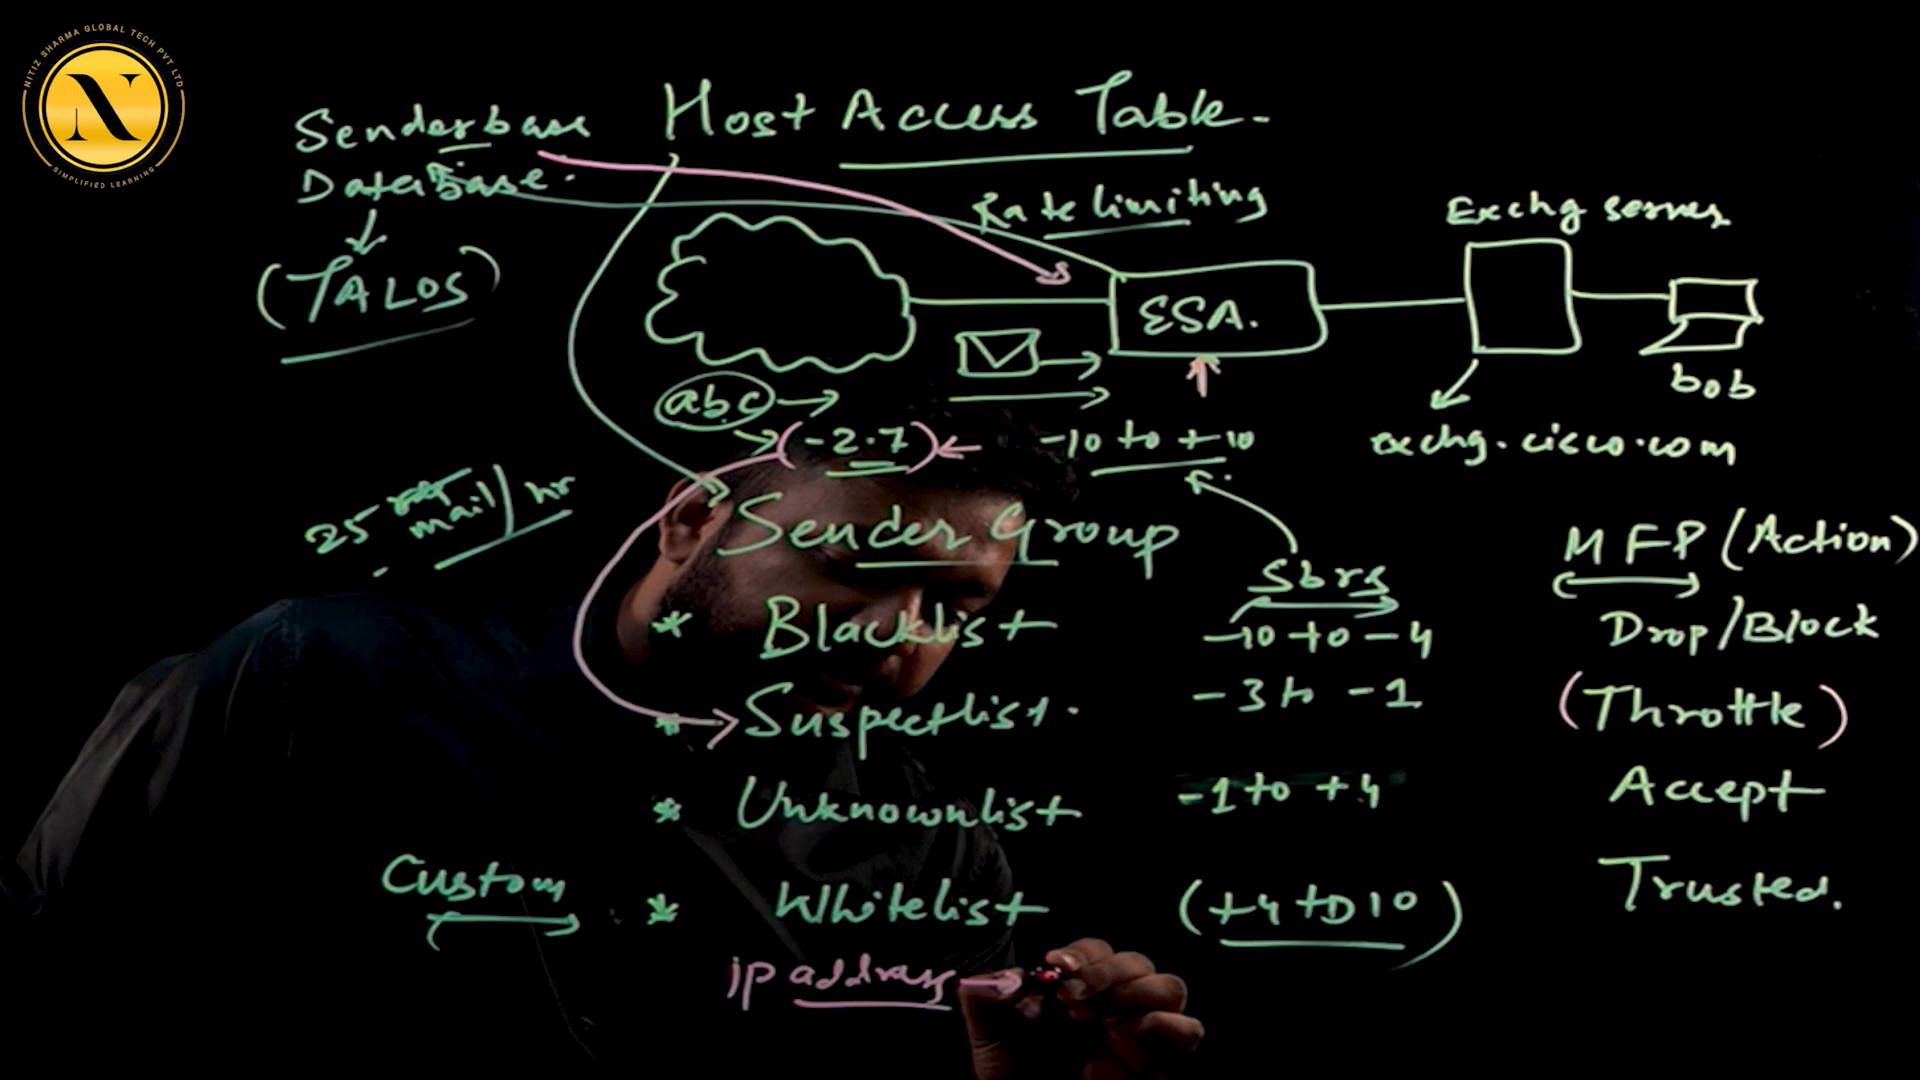 NITIZ SHARMA GLOBAL TECH PVT LTD
N
SIMPLIFIED LEARNING
Host Access Table.
Senderbase
Database.
(TALOS)
Rate limiting
Exchg server
ESA.
bob
abc
exchg.cisco.com
(-2.7)
-10 to +10
25
mail/hr
Sender Group
Sbrs
MFP (Action)
* Blacklist -10 to -4 Drop/Block
* Suspectlist. -3 to -1 (Throttle)
* Unknownlist -1 to +4 Accept
Custom * Whitelist (+4 to 10) Trusted.
ip address